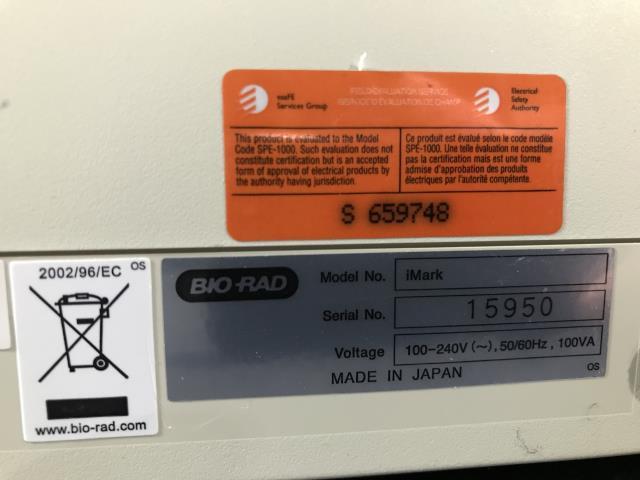 esaFE
Services Group
FIELD EVALUATION SERVICE
SERVICE D'ÉVALUATION DE CHAMP
Electrical
Safety
Authority
This product is evaluated to the Model
Code SPE-1000. Such evaluation does not
constitute certification but is an accepted
form of approval of electrical products by
the authority having jurisdiction.
Ce produit est évalué selon le code modèle
SPE-1000. Une telle évaluation ne constitue
pas la certification mais est une forme
admise d'approbation des produits
électriques par l'autorité compétente.
S 659748
2002/96/EC OS
www.bio-rad.com
BIO-RAD
Model No. iMark
Serial No. 15950
Voltage 100-240V (~), 50/60Hz, 100VA
MADE IN JAPAN OS